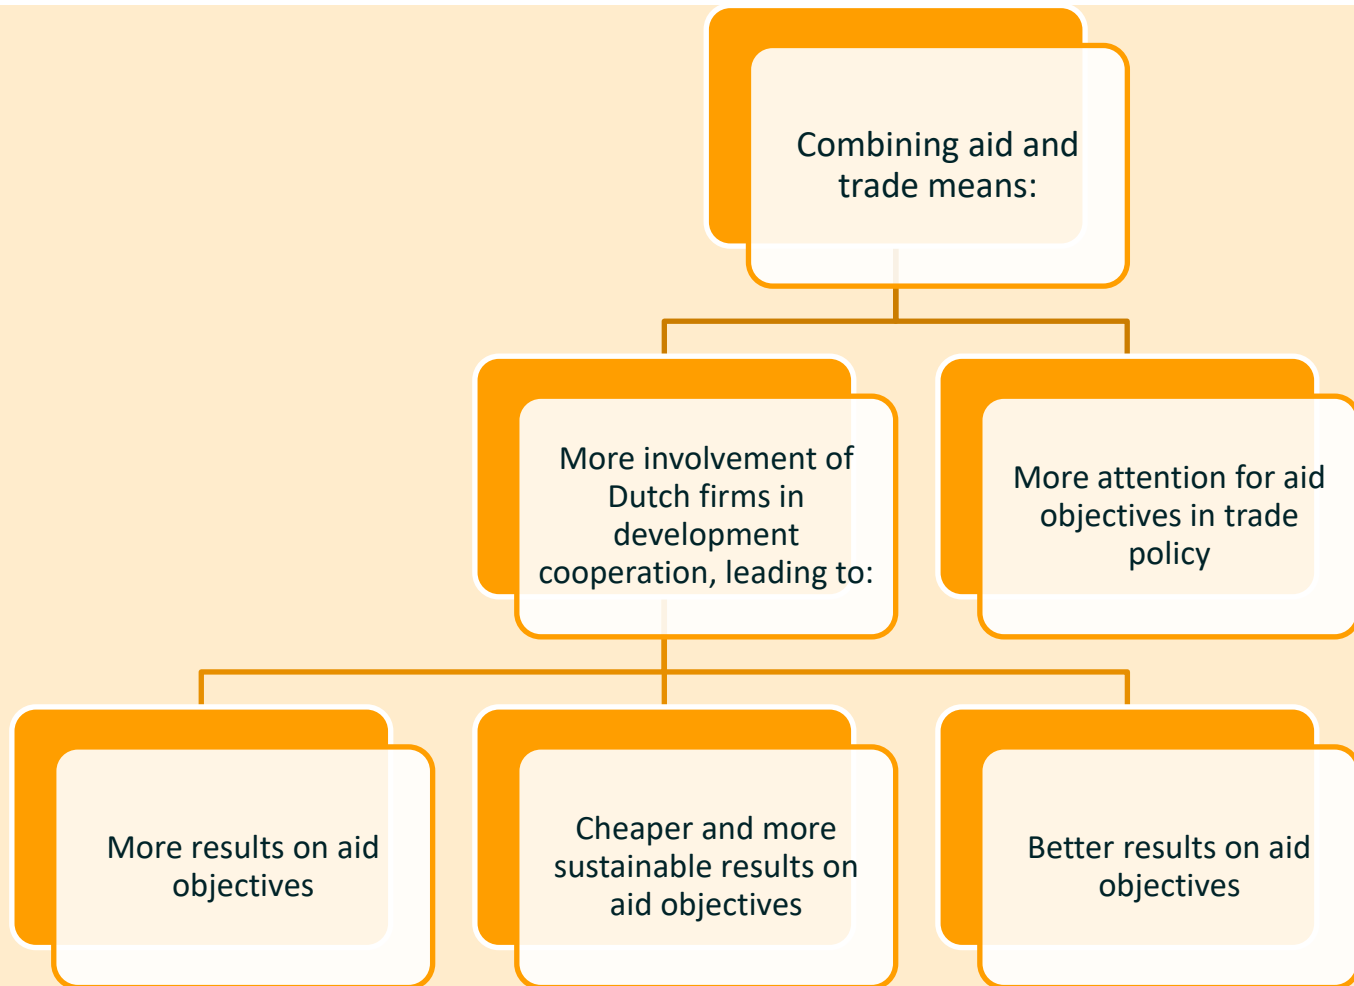 Combining aid and
trade means:
More involvement of
Dutch firms in
development
cooperation, leading to:
More attention for aid
objectives in trade
policy
More results on aid
objectives
Cheaper and more
sustainable results on
aid objectives
Better results on aid
objectives